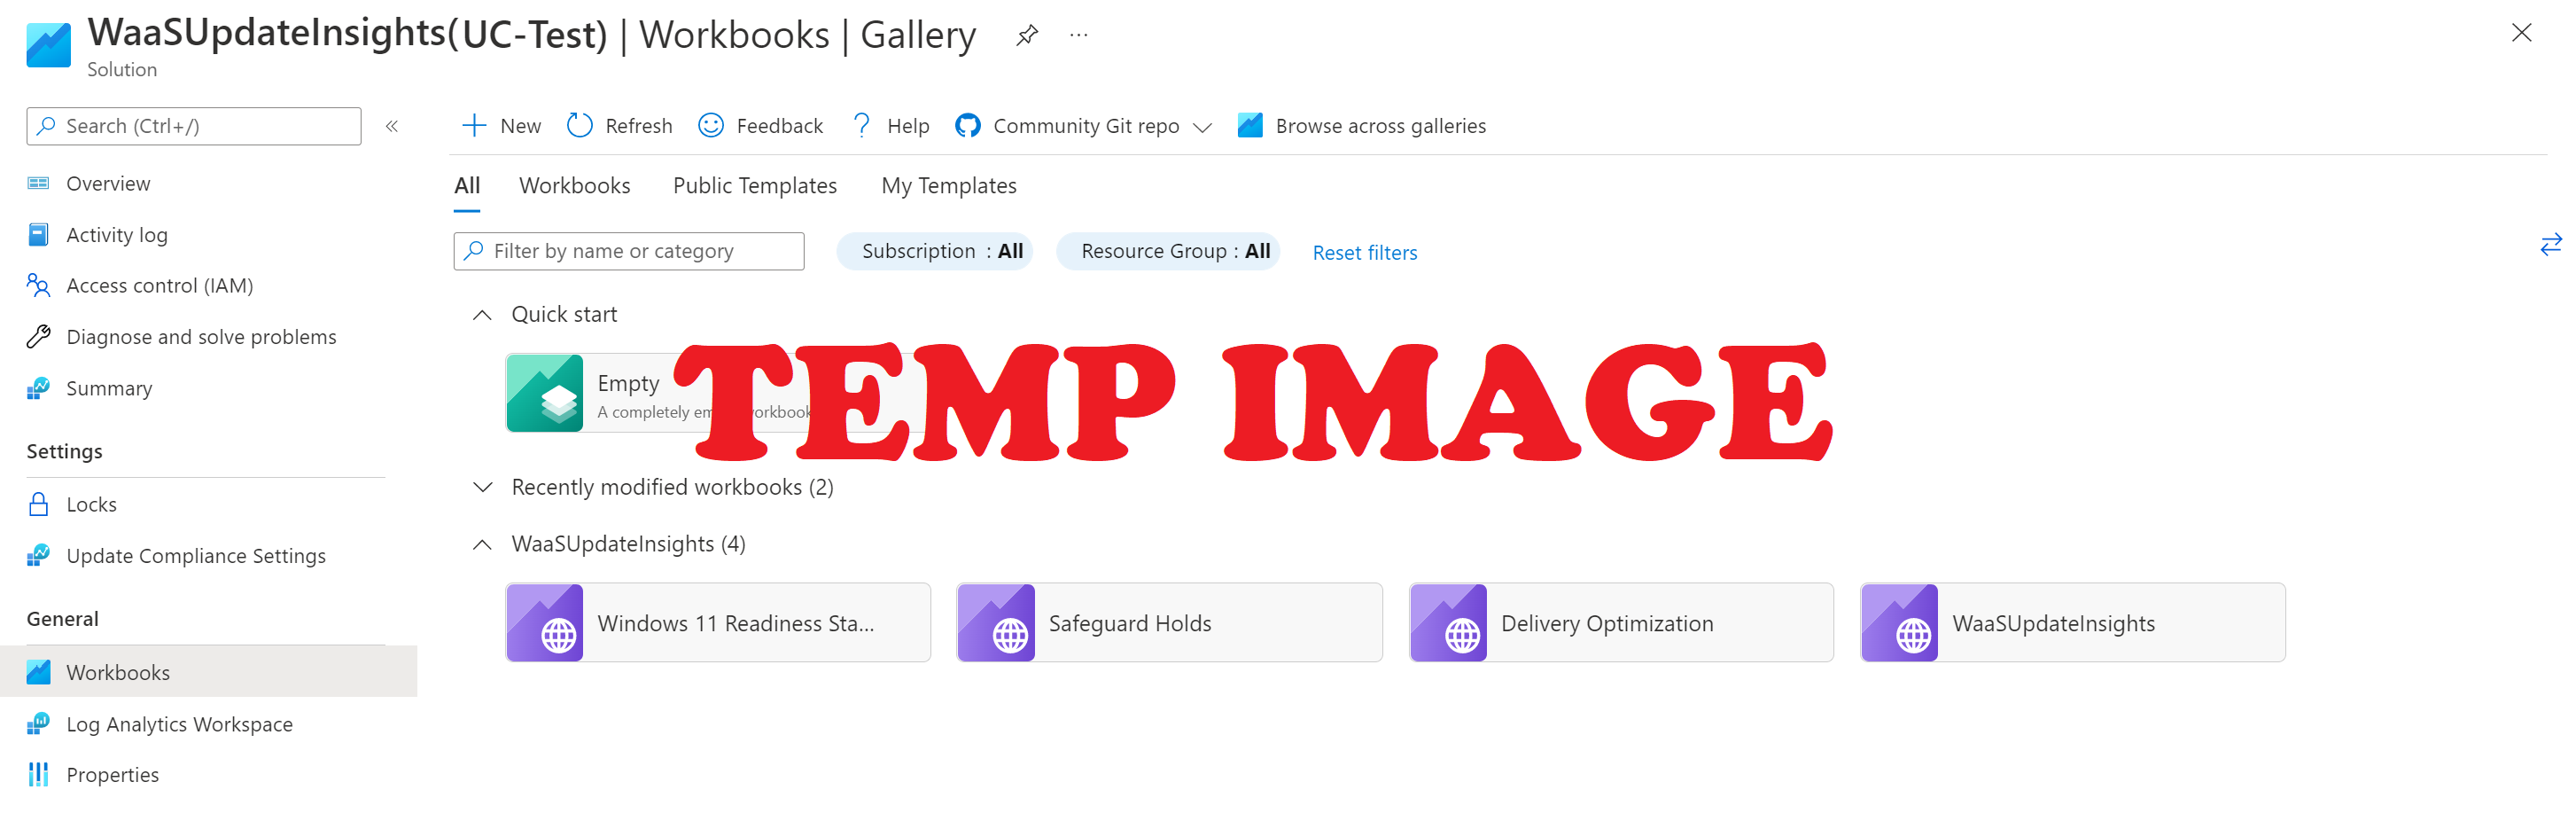 WaaSUpdateInsights(UC-Test) | Workbooks | Gallery
Solution
Search (Ctrl+/)
Overview
Activity log
Access control (IAM)
Diagnose and solve problems
Summary
Settings
Locks
Update Compliance Settings
General
Workbooks
Log Analytics Workspace
Properties
New Refresh Feedback Help Community Git repo Browse across galleries
All Workbooks Public Templates My Templates
Filter by name or category Subscription : All Resource Group : All Reset filters
Quick start
Empty
A completely workbook
TEMP IMAGE
Recently modified workbooks (2)
WaaSUpdateInsights (4)
Windows 11 Readiness Sta... Safeguard Holds Delivery Optimization WaaSUpdateInsights